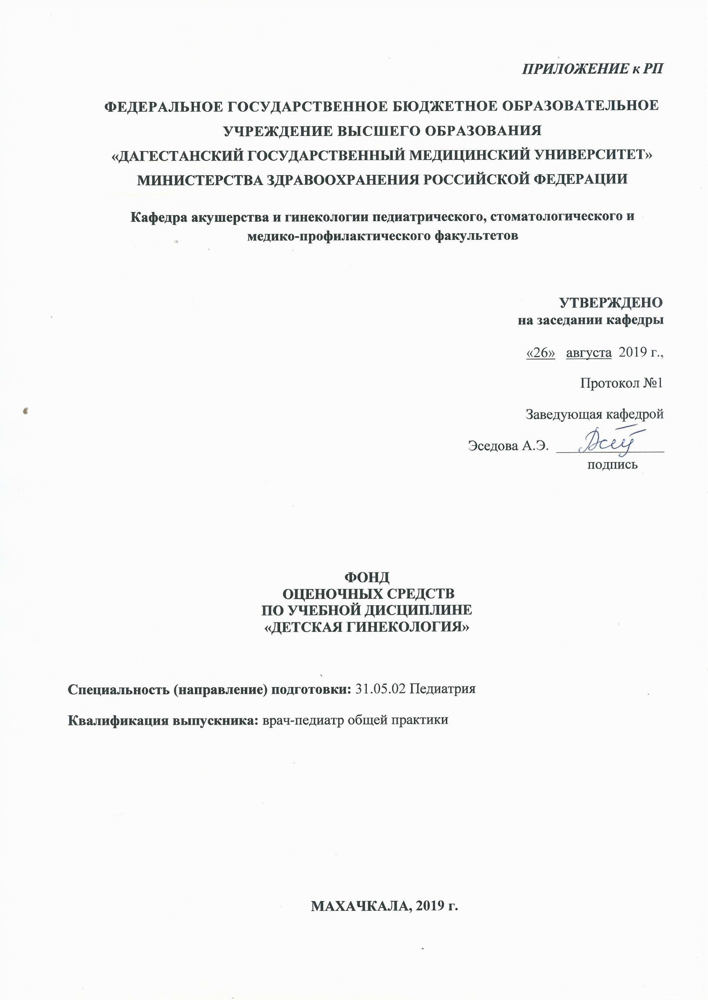 ПРИЛОЖЕНИЕ к РП
ФЕДЕРАЛЬНОЕ ГОСУДАРСТВЕННОЕ БЮДЖЕТНОЕ ОБРАЗОВАТЕЛЬНОЕ
УЧРЕЖДЕНИЕ ВЫСШЕГО ОБРАЗОВАНИЯ
«ДАГЕСТАНСКИЙ ГОСУДАРСТВЕННЫЙ МЕДИЦИНСКИЙ УНИВЕРСИТЕТ»
МИНИСТЕРСТВА ЗДРАВООХРАНЕНИЯ РОССИЙСКОЙ ФЕДЕРАЦИИ
Кафедра акушерства и гинекологии педиатрического, стоматологического и
медико-профилактического факультетов
УТВЕРЖДЕНО
на заседании кафедры
«26» августа 2019 г.,
Протокол №1
Заведующая кафедрой
Эседова А.Э.
подпись
ФОНД
ОЦЕНОЧНЫХ СРЕДСТВ
ПО УЧЕБНОЙ ДИСЦИПЛИНЕ
«ДЕТСКАЯ ГИНЕКОЛОГИЯ»
Специальность (направление) подготовки: 31.05.02 Педиатрия
Квалификация выпускника: врач-педиатр общей практики
МАХАЧКАЛА, 2019 г.